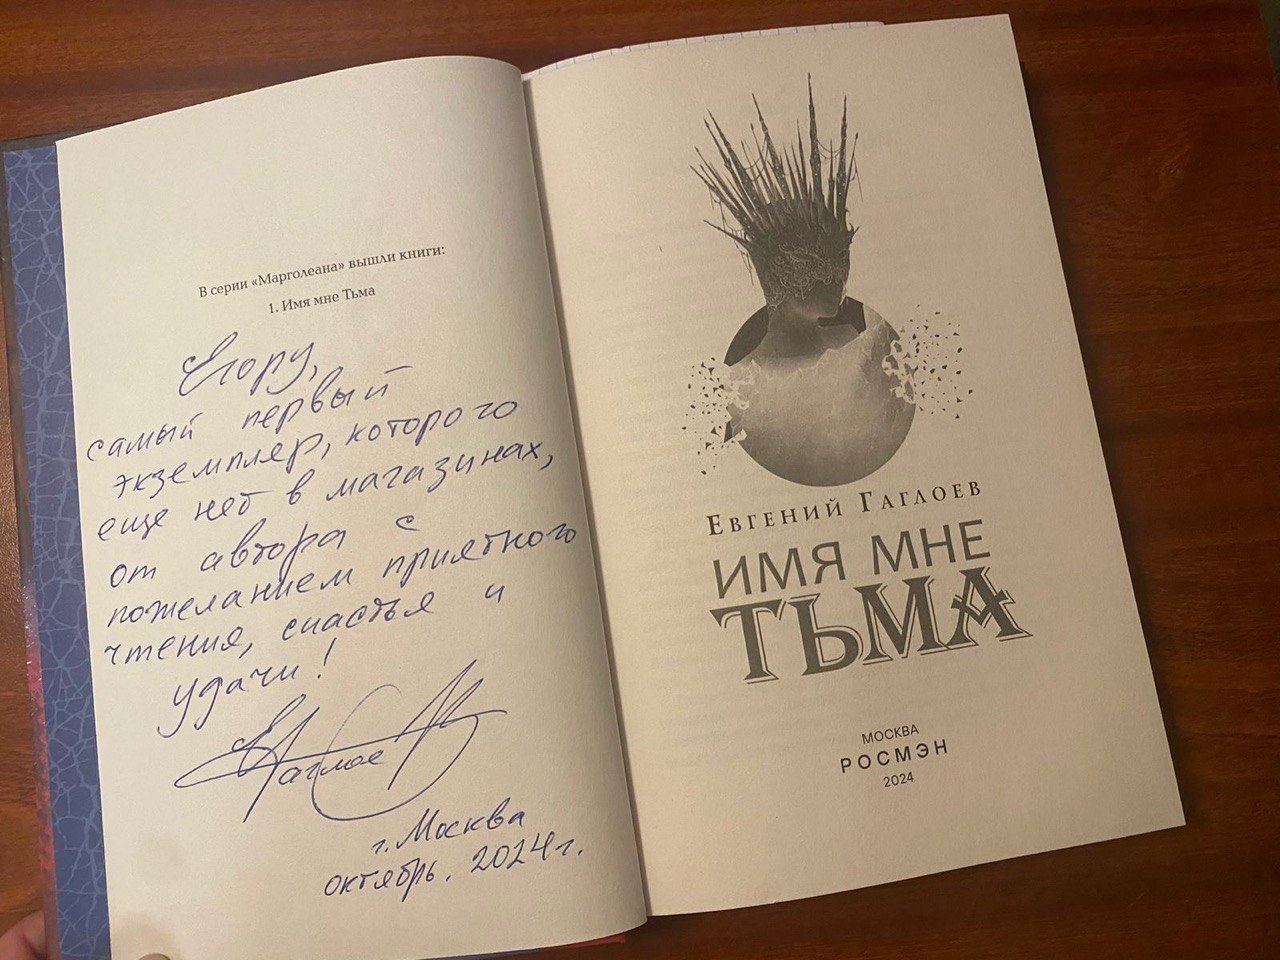 В серии «Марголеана» вышли книги:
1. Имя мне Тьма
Егору,
самый первый
экземпляр, которого
еще нет в магазинах,
от автора с
пожеланием приятного
чтения, счастья и
удачи!
Е Гаглоев
г. Москва
октябрь. 2024г.
ЕВГЕНИЙ ГАГЛОЕВ
ИМЯ МНЕ
ТЬМА
МОСКВА
РОСМЭН
2024